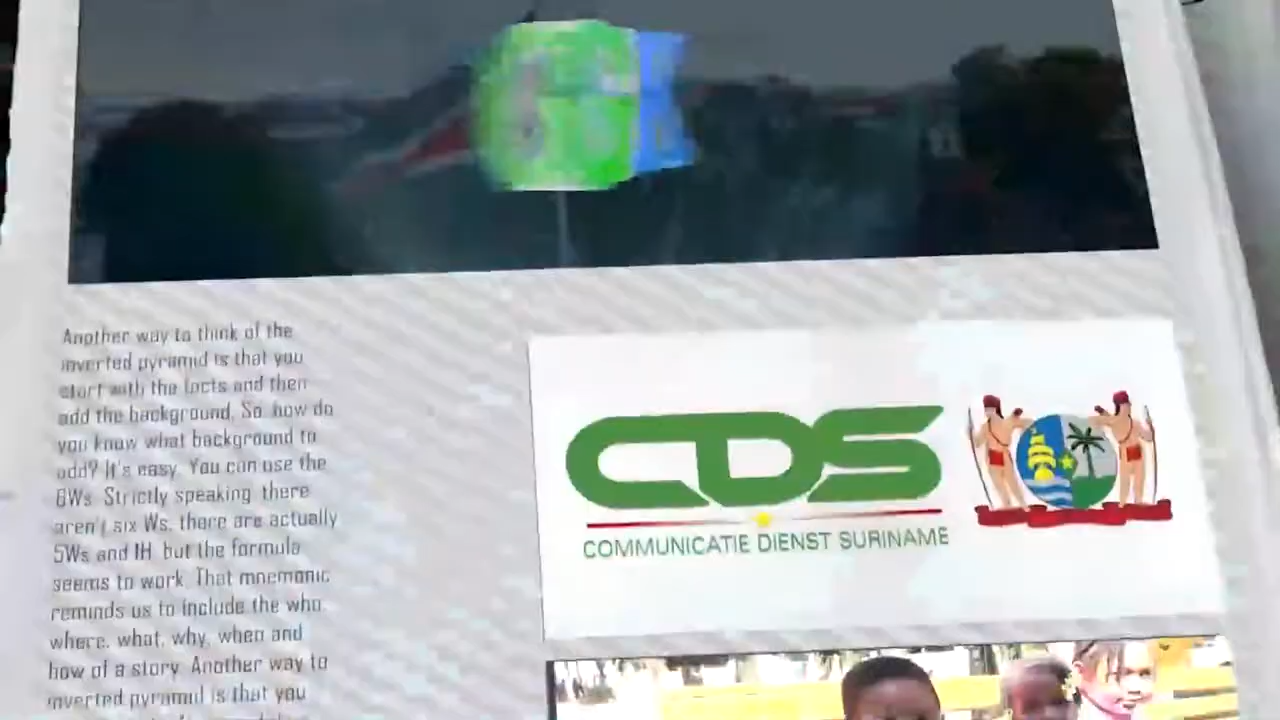 Another way to think of the
inverted pyramid is that you
start with the facts and then
add the background. So, how do
you know what background to
add? It's easy. You can use the
6Ws. Strictly speaking, there
aren't six Ws, there are actually
5Ws and 1H, but the formula
seems to work. That mnemonic
reminds us to include the who,
where, what, why, when and
how of a story. Another way to
inverted pyramid is that you
CDS
COMMUNICATIE DIENST SURINAME